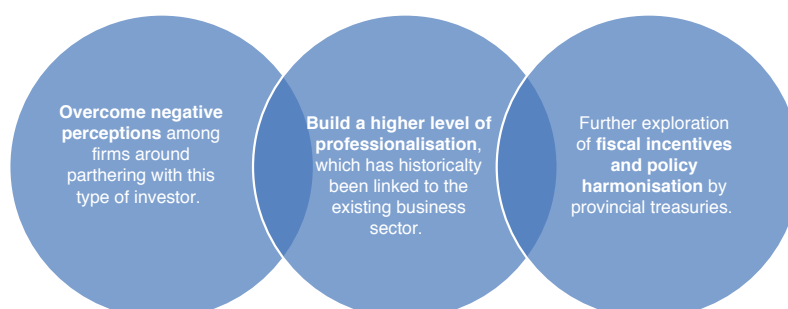 Overcome negative
perceptions among
firms around
parthering with this
type of investor.
Build a higher level of
professionalisation,
which has historicalty
been linked to the
existing business
sector.
Further exploration
of fiscal incentives
and policy
harmonisation by
provincial treasuries.